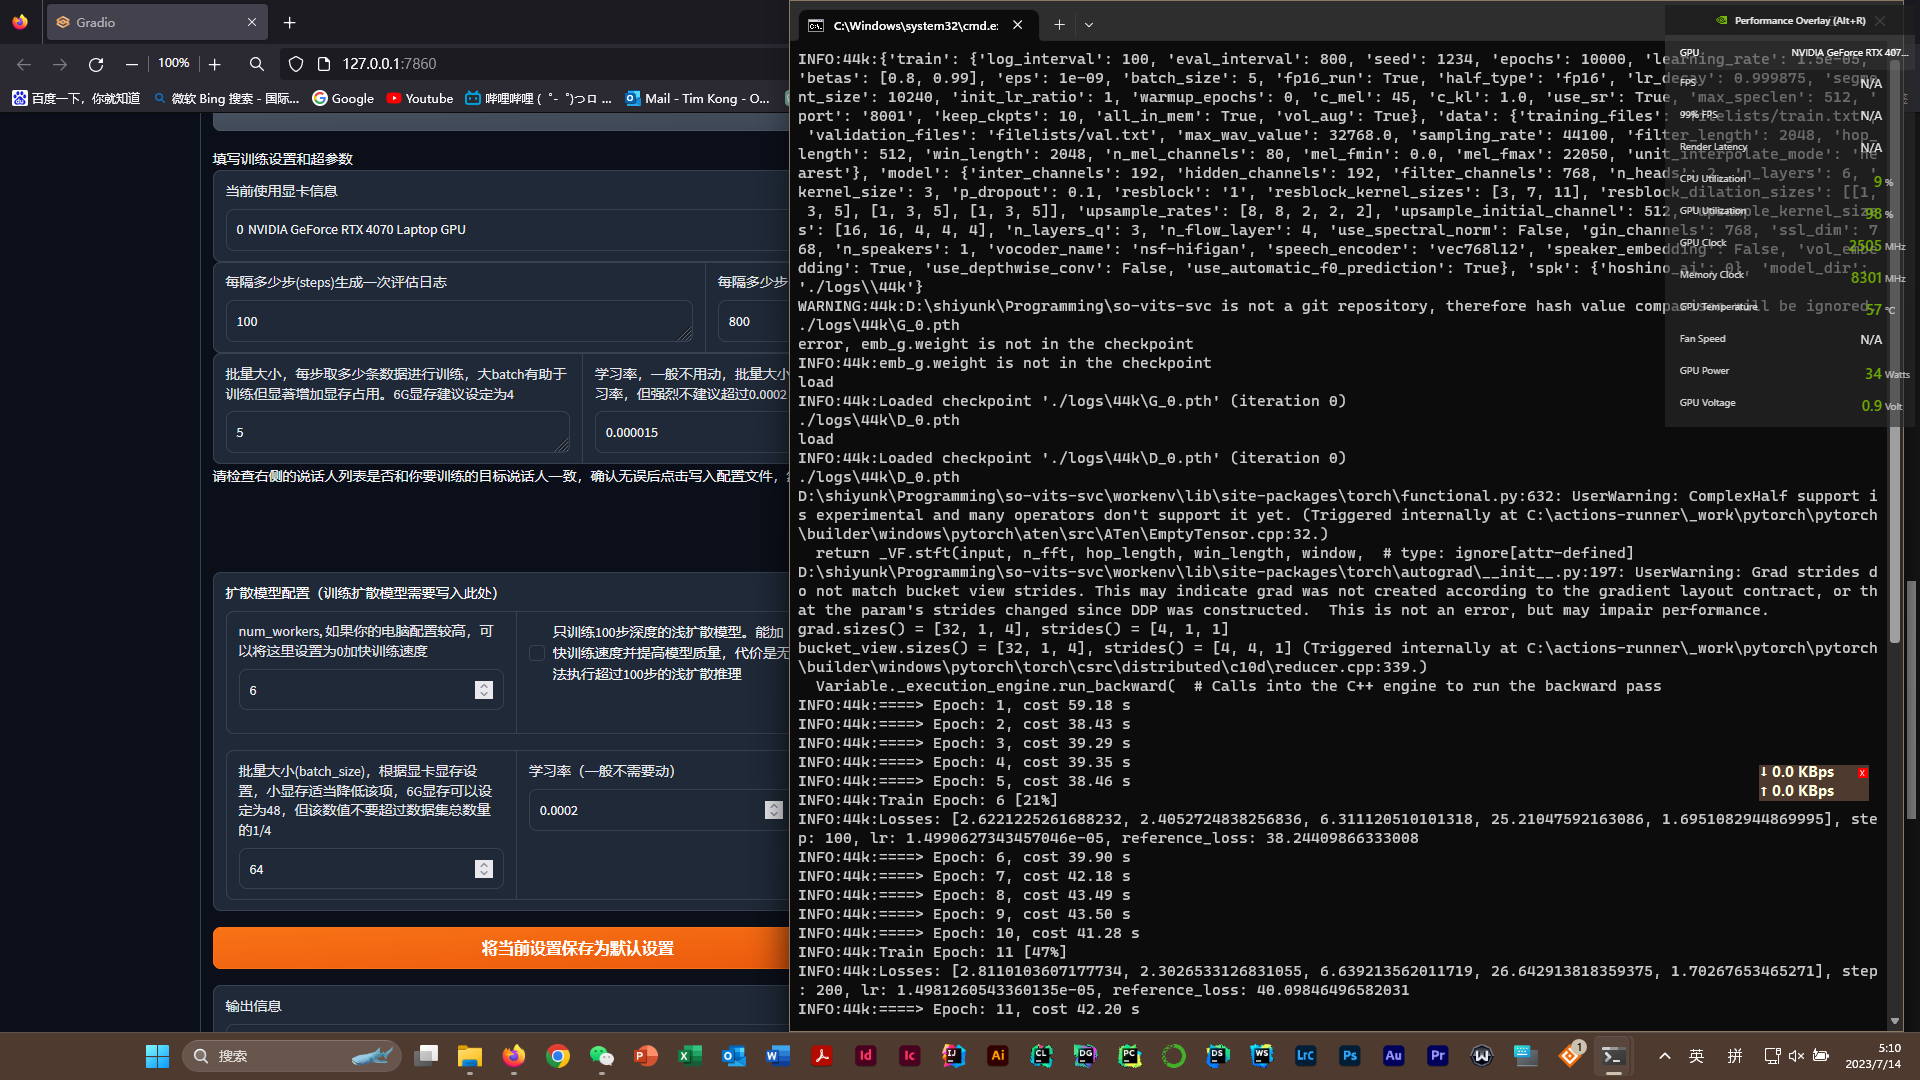 Gradio
100%
127.0.0.1:7860
百度一下，你就知道
微软 Bing 搜索 - 国际...
Google
Youtube
哔哩哔哩 ( ゜- ゜)つロ ...
Mail - Tim Kong - O...
填写训练设置和超参数
当前使用显卡信息
0 NVIDIA GeForce RTX 4070 Laptop GPU
每隔多少步(steps)生成一次评估日志
每隔多少步
100
800
批量大小，每步取多少条数据进行训练，大batch有助于
训练但显著增加显存占用。6G显存建议设定为4
学习率，一般不用动，批量大小
习率，但强烈不建议超过0.0002
5
0.000015
请检查右侧的说话人列表是否和你要训练的目标说话人一致，确认无误后点击写入配置文件，
扩散模型配置（训练扩散模型需要写入此处）
num_workers, 如果你的电脑配置较高，可
以将这里设置为0加快训练速度
6
只训练100步深度的浅扩散模型。能加
快训练速度并提高模型质量，代价是无
法执行超过100步的浅扩散推理
批量大小(batch_size)，根据显卡显存设
置，小显存适当降低该项，6G显存可以设
定为48，但该数值不要超过数据集总数量
的1/4
64
学习率（一般不需要动）
0.0002
将当前设置保存为默认设置
输出信息
C:\Windows\system32\cmd.e:
INFO:44k:{'train': {'log_interval': 100, 'eval_interval': 800, 'seed': 1234, 'epochs': 10000, 'learning_rate': 1.5e-05,
'betas': [0.8, 0.99], 'eps': 1e-09, 'batch_size': 5, 'fp16_run': True, 'half_type': 'fp16', 'lr_decay': 0.999875, 'segme
nt_size': 10240, 'init_lr_ratio': 1, 'warmup_epochs': 0, 'c_mel': 45, 'c_kl': 1.0, 'use_sr': True, 'max_speclen': 512, '
port': '8001', 'keep_ckpts': 10, 'all_in_mem': True, 'vol_aug': True}, 'data': {'training_files': 'filelists/train.txt',
'validation_files': 'filelists/val.txt', 'max_wav_value': 32768.0, 'sampling_rate': 44100, 'filter_length': 2048, 'hop_
length': 512, 'win_length': 2048, 'n_mel_channels': 80, 'mel_fmin': 0.0, 'mel_fmax': 22050, 'unit_interpolate_mode': 'ne
arest'}, 'model': {'inter_channels': 192, 'hidden_channels': 192, 'filter_channels': 768, 'n_heads': 2, 'n_layers': 6, '
kernel_size': 3, 'p_dropout': 0.1, 'resblock': '1', 'resblock_kernel_sizes': [3, 7, 11], 'resblock_dilation_sizes': [[1,
3, 5], [1, 3, 5], [1, 3, 5]], 'upsample_rates': [8, 8, 2, 2, 2], 'upsample_initial_channel': 512, 'upsample_kernel_size
s': [16, 16, 4, 4, 4], 'n_layers_q': 3, 'n_flow_layer': 4, 'use_spectral_norm': False, 'gin_channels': 768, 'ssl_dim': 7
68, 'n_speakers': 1, 'vocoder_name': 'nsf-hifigan', 'speech_encoder': 'vec768l12', 'speaker_embedding': False, 'vol_embe
dding': True, 'use_depthwise_conv': False, 'use_automatic_f0_prediction': True}, 'spk': {'hoshino_ai': 0}, 'model_dir':
'./logs\\44k'}
WARNING:44k:D:\shiyunk\Programming\so-vits-svc is not a git repository, therefore hash value comparison will be ignored.
./logs\44k\G_0.pth
error, emb_g.weight is not in the checkpoint
INFO:44k:emb_g.weight is not in the checkpoint
load
INFO:44k:Loaded checkpoint './logs\44k\G_0.pth' (iteration 0)
./logs\44k\D_0.pth
load
INFO:44k:Loaded checkpoint './logs\44k\D_0.pth' (iteration 0)
./logs\44k\D_0.pth
D:\shiyunk\Programming\so-vits-svc\workenv\lib\site-packages\torch\functional.py:632: UserWarning: ComplexHalf support i
s experimental and many operators don't support it yet. (Triggered internally at C:\actions-runner\_work\pytorch\pytorch
\builder\windows\pytorch\aten\src\ATen\EmptyTensor.cpp:32.)
return _VF.stft(input, n_fft, hop_length, win_length, window,  # type: ignore[attr-defined]
D:\shiyunk\Programming\so-vits-svc\workenv\lib\site-packages\torch\autograd\__init__.py:197: UserWarning: Grad strides d
o not match bucket view strides. This may indicate grad was not created according to the gradient layout contract, or th
at the param's strides changed since DDP was constructed.  This is not an error, but may impair performance.
grad.sizes() = [32, 1, 4], strides() = [4, 1, 1]
bucket_view.sizes() = [32, 1, 4], strides() = [4, 4, 1] (Triggered internally at C:\actions-runner\_work\pytorch\pytorch
\builder\windows\pytorch\torch\csrc\distributed\c10d\reducer.cpp:339.)
Variable._execution_engine.run_backward(  # Calls into the C++ engine to run the backward pass
INFO:44k:====> Epoch: 1, cost 59.18 s
INFO:44k:====> Epoch: 2, cost 38.43 s
INFO:44k:====> Epoch: 3, cost 39.29 s
INFO:44k:====> Epoch: 4, cost 39.35 s
INFO:44k:====> Epoch: 5, cost 38.46 s
INFO:44k:Train Epoch: 6 [21%]
INFO:44k:Losses: [2.6221225261688232, 2.4052724838256836, 6.311120510101318, 25.21047592163086, 1.6951082944869995], ste
p: 100, lr: 1.4990627343457046e-05, reference_loss: 38.24409866333008
INFO:44k:====> Epoch: 6, cost 39.90 s
INFO:44k:====> Epoch: 7, cost 42.18 s
INFO:44k:====> Epoch: 8, cost 43.49 s
INFO:44k:====> Epoch: 9, cost 43.50 s
INFO:44k:====> Epoch: 10, cost 41.28 s
INFO:44k:Train Epoch: 11 [47%]
INFO:44k:Losses: [2.8110103607177734, 2.3026533126831055, 6.639213562011719, 26.642913818359375, 1.70267653465271], step
: 200, lr: 1.4981260543360135e-05, reference_loss: 40.09846496582031
INFO:44k:====> Epoch: 11, cost 42.20 s
Performance Overlay (Alt+R)
GPU NVIDIA GeForce RTX 407...
FPS N/A
99% FPS N/A
Render Latency N/A
CPU Utilization 9 %
GPU Utilization 98 %
GPU Clock 2505 MHz
Memory Clock 8301 MHz
GPU Temperature 57 °C
Fan Speed N/A
GPU Power 34 Watts
GPU Voltage 0.9 Volt
↓ 0.0 KBps x
↑ 0.0 KBps
搜索
英
拼
5:10
2023/7/14